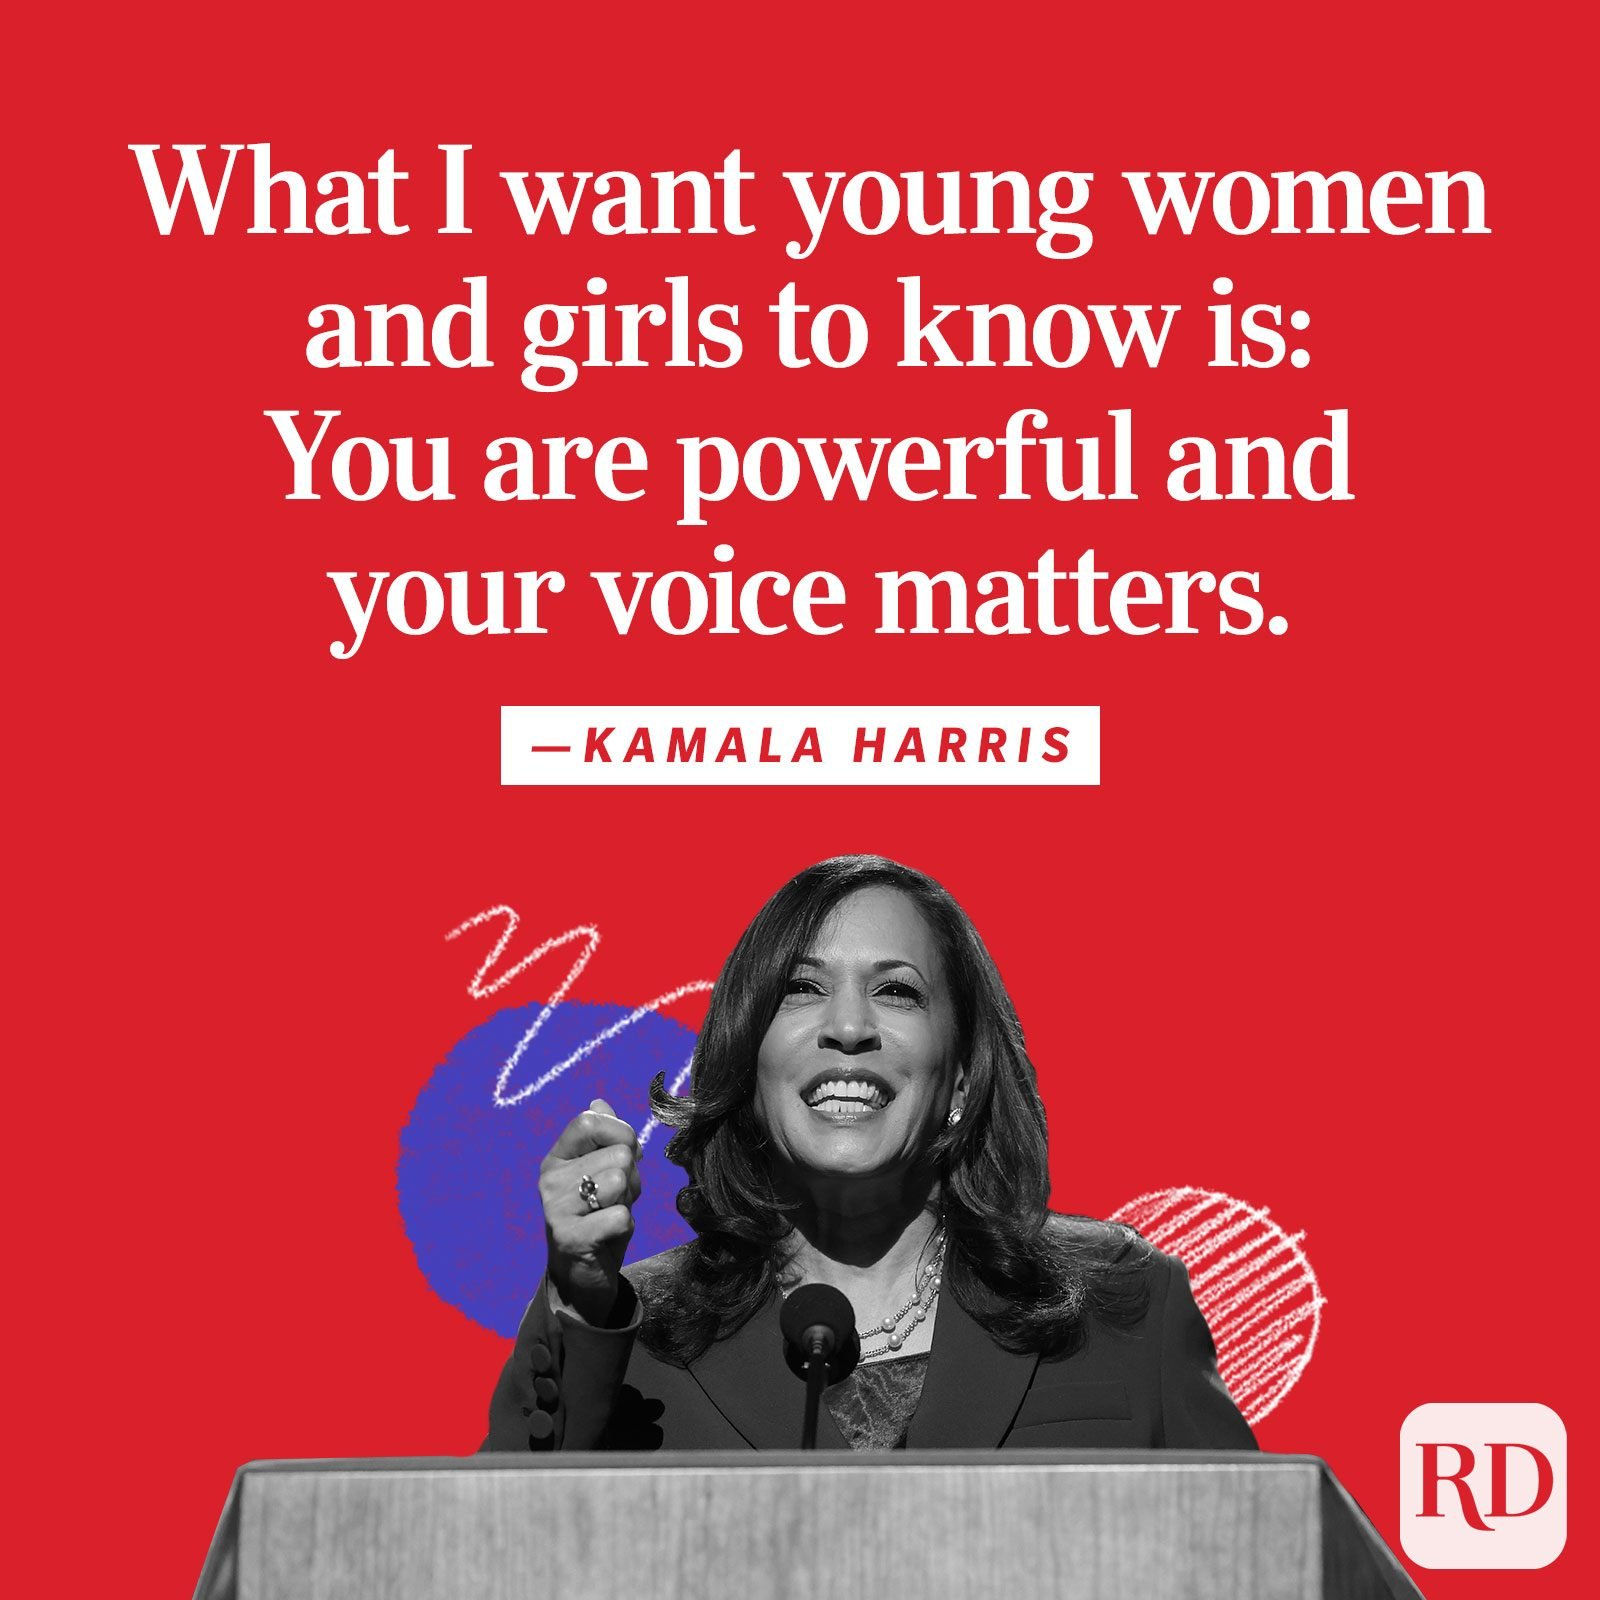 What I want young women
and girls to know is:
You are powerful and
your voice matters.
—KAMALA HARRIS
RD